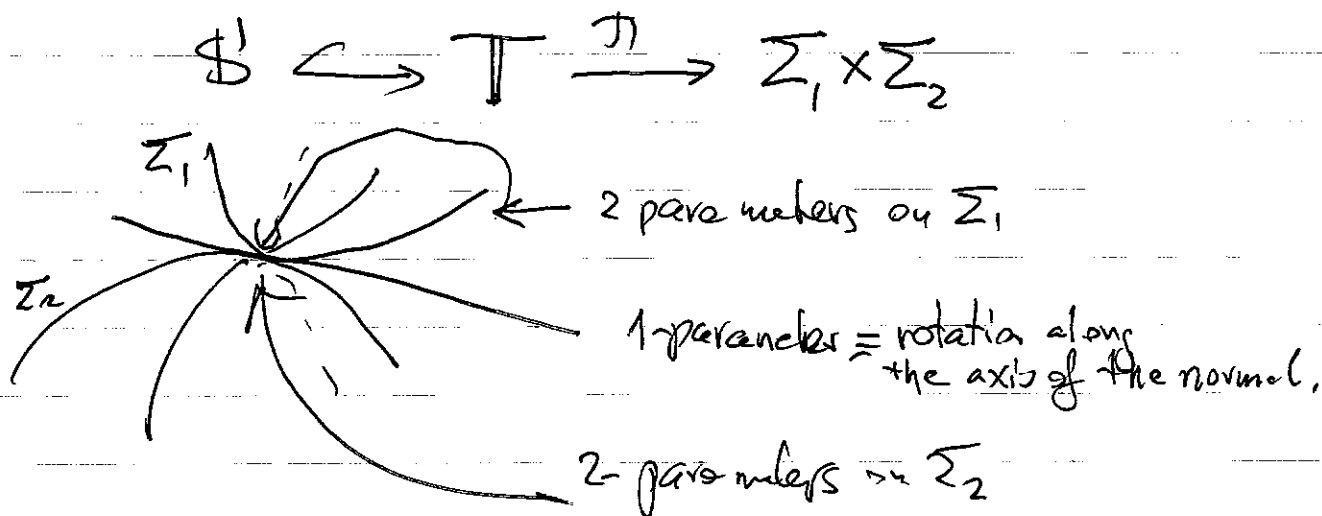 $' ↪ T —π→ Σ₁ × Σ₂
Σ₁
2 parameters on Σ₁
Σ₂
1-parameter ≡ rotation along
the axis of the normal.
2-parameters on Σ₂